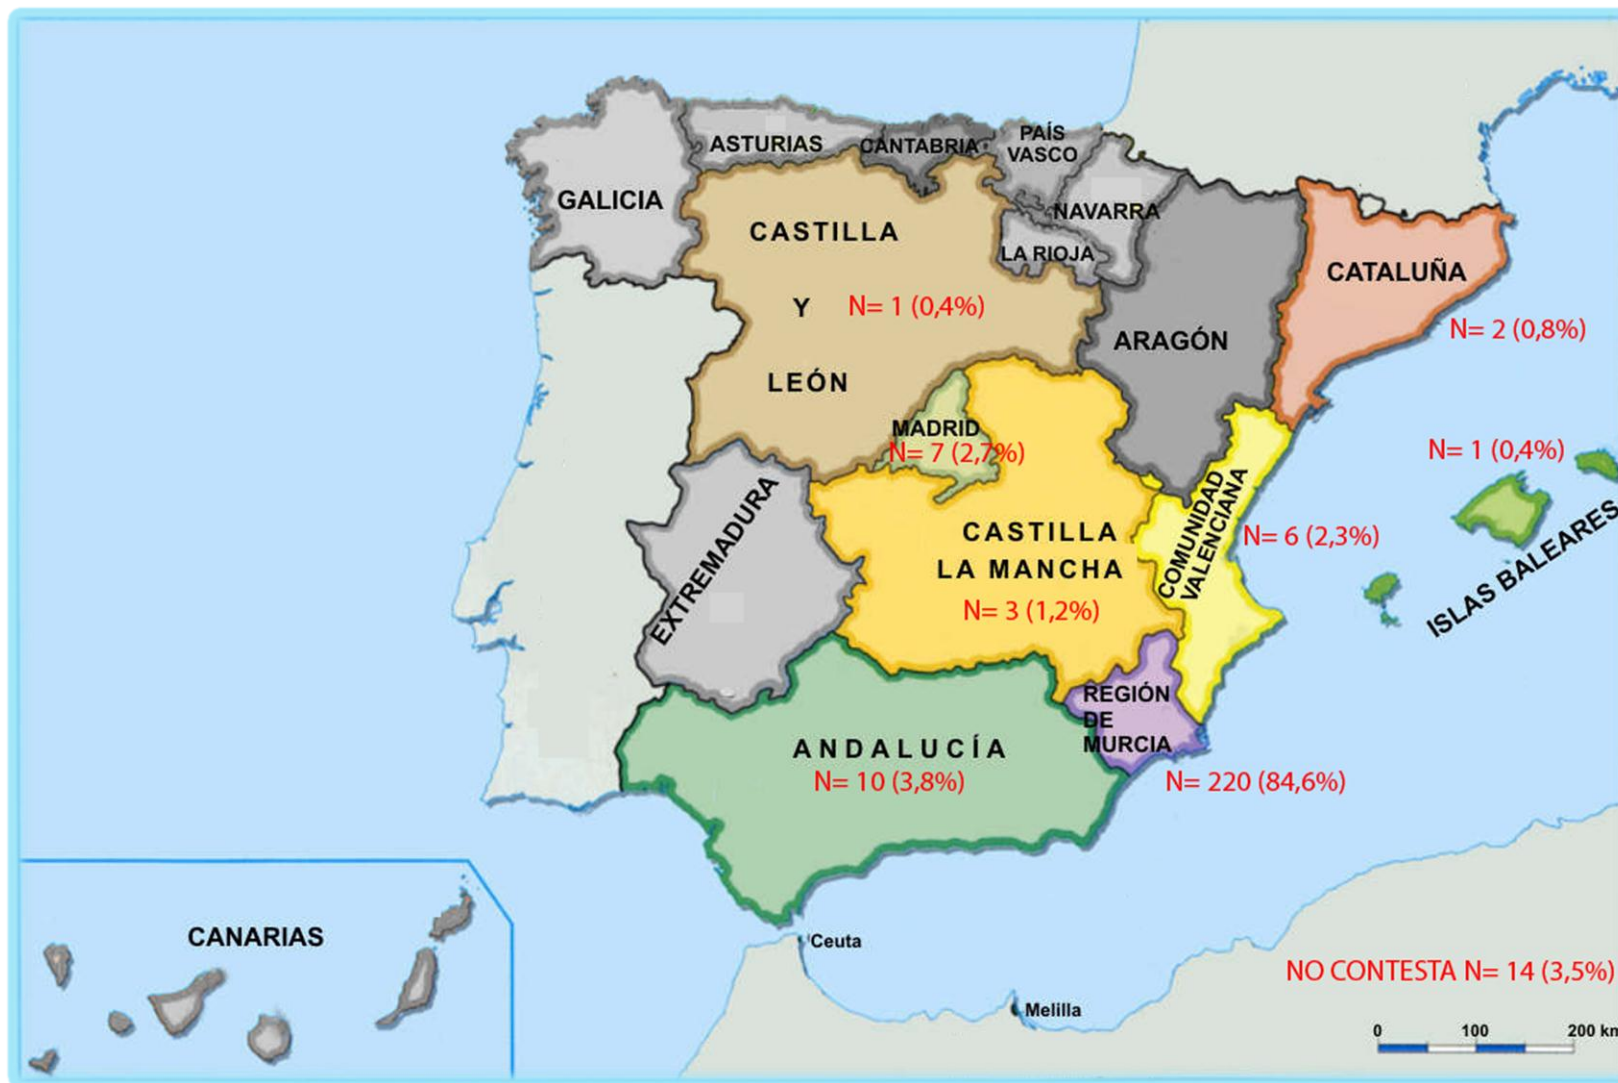 ASTURIAS
CANTABRIA
PAÍS
VASCO
GALICIA
NAVARRA
CASTILLA
LA RIOJA
CATALUÑA
Y
N= 1 (0,4%)
ARAGÓN
N= 2 (0,8%)
LEÓN
MADRID
N= 7 (2,7%)
N= 1 (0,4%)
EXTREMADURA
CASTILLA
LA MANCHA
N= 3 (1,2%)
COMUNIDAD
VALENCIANA
N= 6 (2,3%)
ISLAS BALEARES
REGIÓN
DE
MURCIA
ANDALUCÍA
N= 10 (3,8%)
N= 220 (84,6%)
CANARIAS
Ceuta
NO CONTESTA N= 14 (3,5%)
Melilla
0 100 200 km